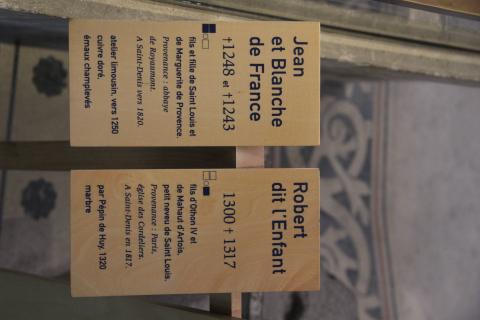 Jean
et Blanche
de France
†1248 et †1243
fils et fille de Saint Louis et
de Marguerite de Provence.
Provenance : abbaye
de Royaumont.
A Saint-Denis vers 1820.
atelier limousin, vers 1250
cuivre doré,
émaux champlevés
Robert
dit l'Enfant
1300 †1317
fils d'Othon IV et
de Mahaut d'Artois,
petit neveu de Saint Louis.
Provenance : Paris,
église des Cordeliers.
A Saint-Denis en 1817.
par Pépin de Huy, 1320
marbre